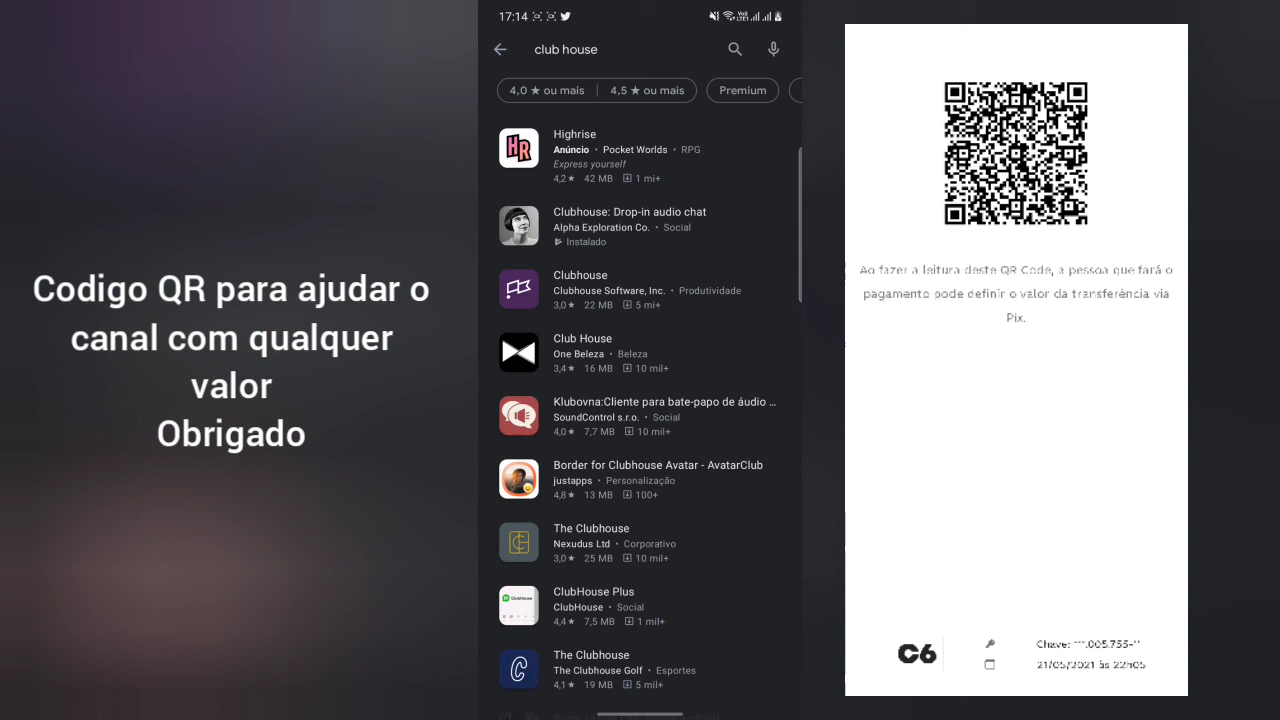 Codigo QR para ajudar o
canal com qualquer
valor
Obrigado
17:14
club house
4,0 ★ ou mais
4,5 ★ ou mais
Premium
Highrise
Anúncio • Pocket Worlds • RPG
Express yourself
4,2★ 42 MB 1 mi+
Clubhouse: Drop-in audio chat
Alpha Exploration Co. • Social
Instalado
Clubhouse
Clubhouse Software, Inc. • Produtividade
3,0★ 22 MB 5 mi+
Club House
One Beleza • Beleza
3,4★ 16 MB 10 mil+
Klubovna:Cliente para bate-papo de áudio ...
SoundControl s.r.o. • Social
4,0★ 7,7 MB 10 mil+
Border for Clubhouse Avatar - AvatarClub
justapps • Personalização
4,8★ 13 MB 100+
The Clubhouse
Nexudus Ltd • Corporativo
3,0★ 25 MB 10 mil+
ClubHouse Plus
ClubHouse • Social
4,4★ 7,5 MB 1 mil+
The Clubhouse
The Clubhouse Golf • Esportes
4,1★ 19 MB 5 mil+
Ao fazer a leitura deste QR Code, a pessoa que fará o
pagamento pode definir o valor da transferência via
Pix.
C6
Chave: ***.005.755-**
21/05/2021 às 22h05